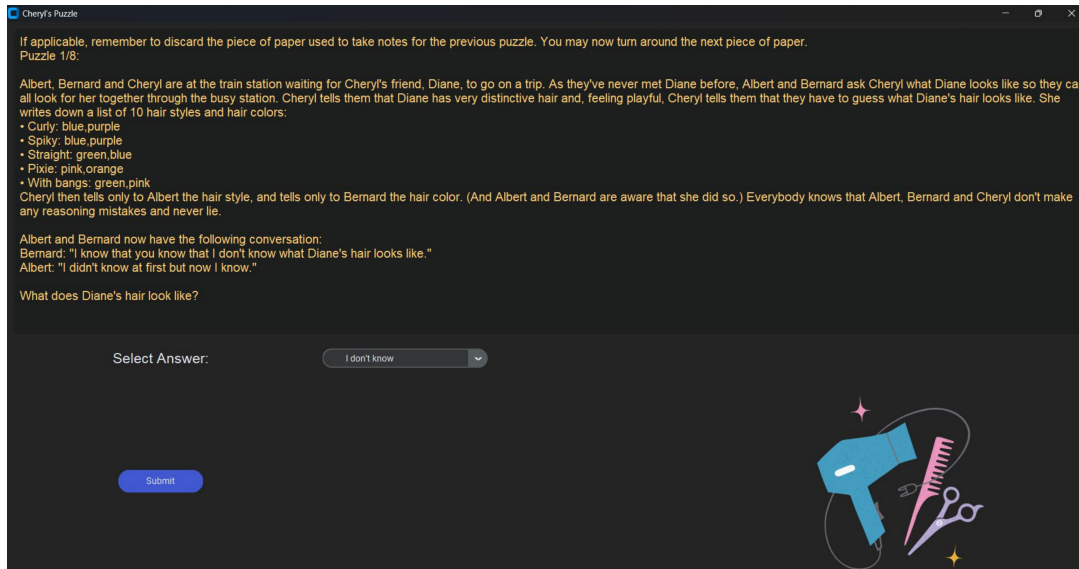 Cheryl's Puzzle
If applicable, remember to discard the piece of paper used to take notes for the previous puzzle. You may now turn around the next piece of paper.
Puzzle 1/8:
Albert, Bernard and Cheryl are at the train station waiting for Cheryl's friend, Diane, to go on a trip. As they've never met Diane before, Albert and Bernard ask Cheryl what Diane looks like so they ca
all look for her together through the busy station. Cheryl tells them that Diane has very distinctive hair and, feeling playful, Cheryl tells them that they have to guess what Diane's hair looks like. She
writes down a list of 10 hair styles and hair colors:
• Curly: blue,purple
• Spiky: blue,purple
• Straight: green,blue
• Pixie: pink,orange
• With bangs: green,pink
Cheryl then tells only to Albert the hair style, and tells only to Bernard the hair color. (And Albert and Bernard are aware that she did so.) Everybody knows that Albert, Bernard and Cheryl don't make
any reasoning mistakes and never lie.
Albert and Bernard now have the following conversation:
Bernard: "I know that you know that I don't know what Diane's hair looks like."
Albert: "I didn't know at first but now I know."
What does Diane's hair look like?
Select Answer:
I don't know
Submit